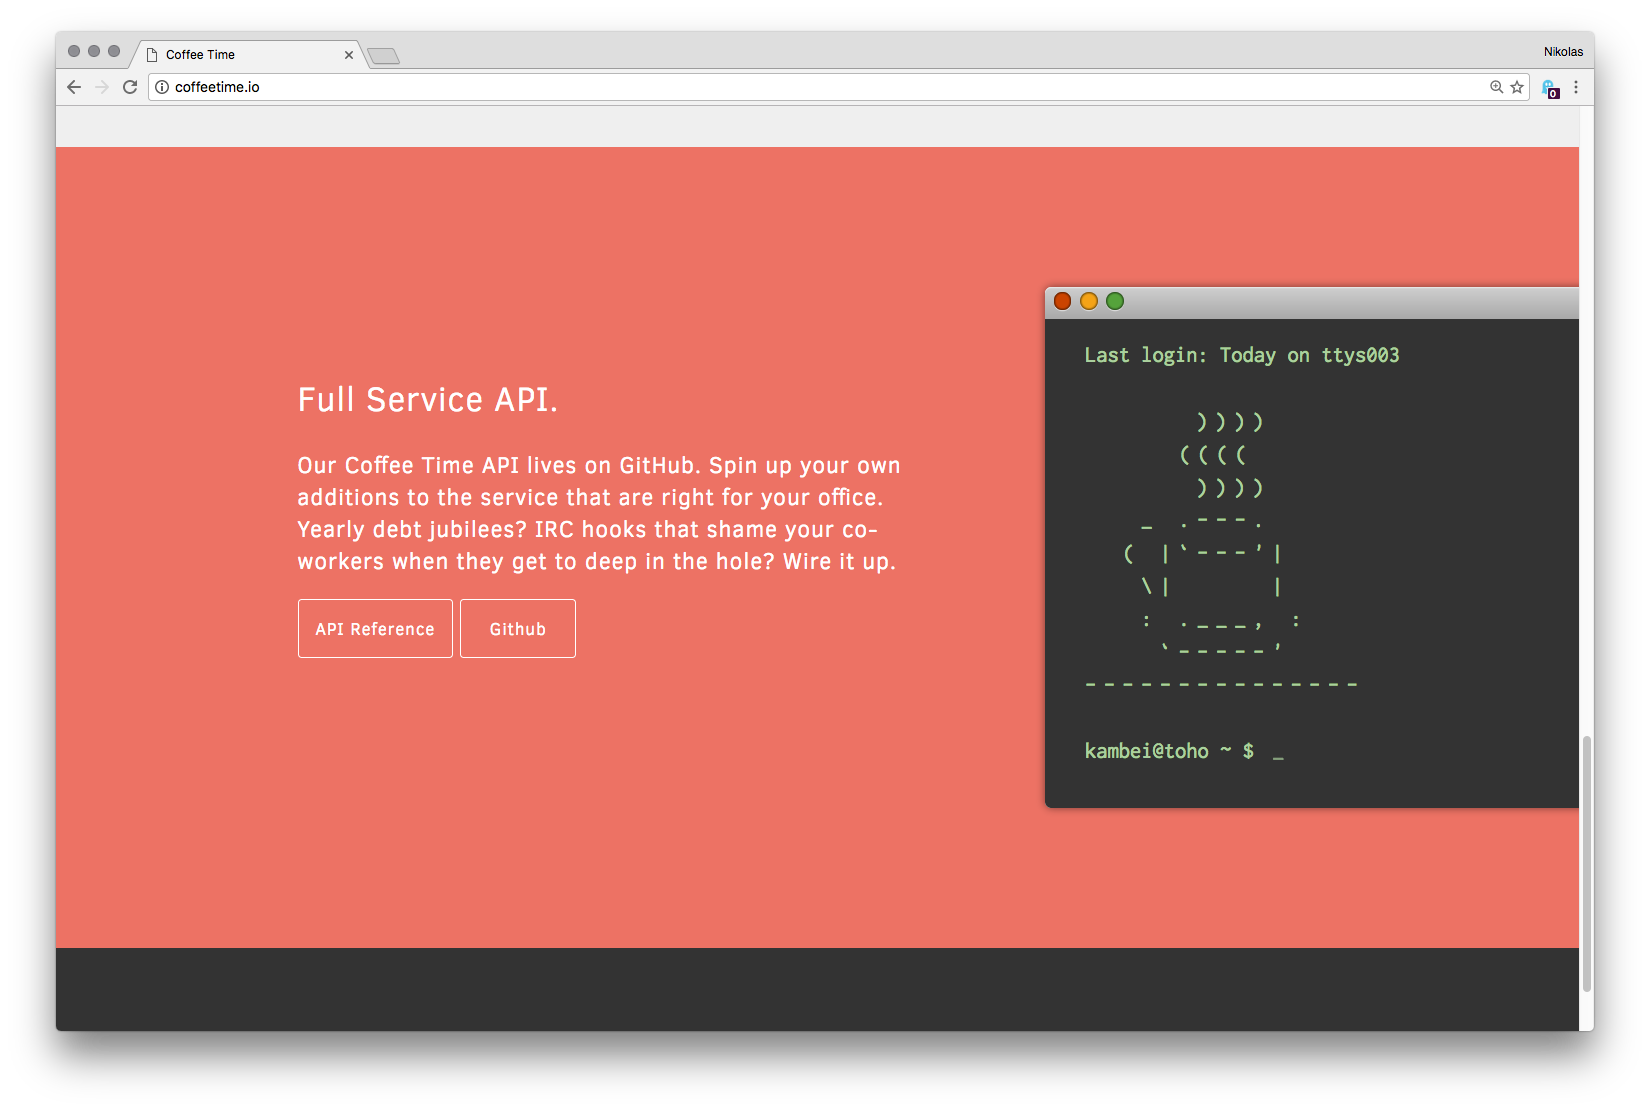 Coffee Time
Nikolas
coffeetime.io
0
Full Service API.
Our Coffee Time API lives on GitHub. Spin up your own
additions to the service that are right for your office.
Yearly debt jubilees? IRC hooks that shame your co-
workers when they get to deep in the hole? Wire it up.
API Reference
Github
Last login: Today on ttys003
kambei@toho ~ $ _